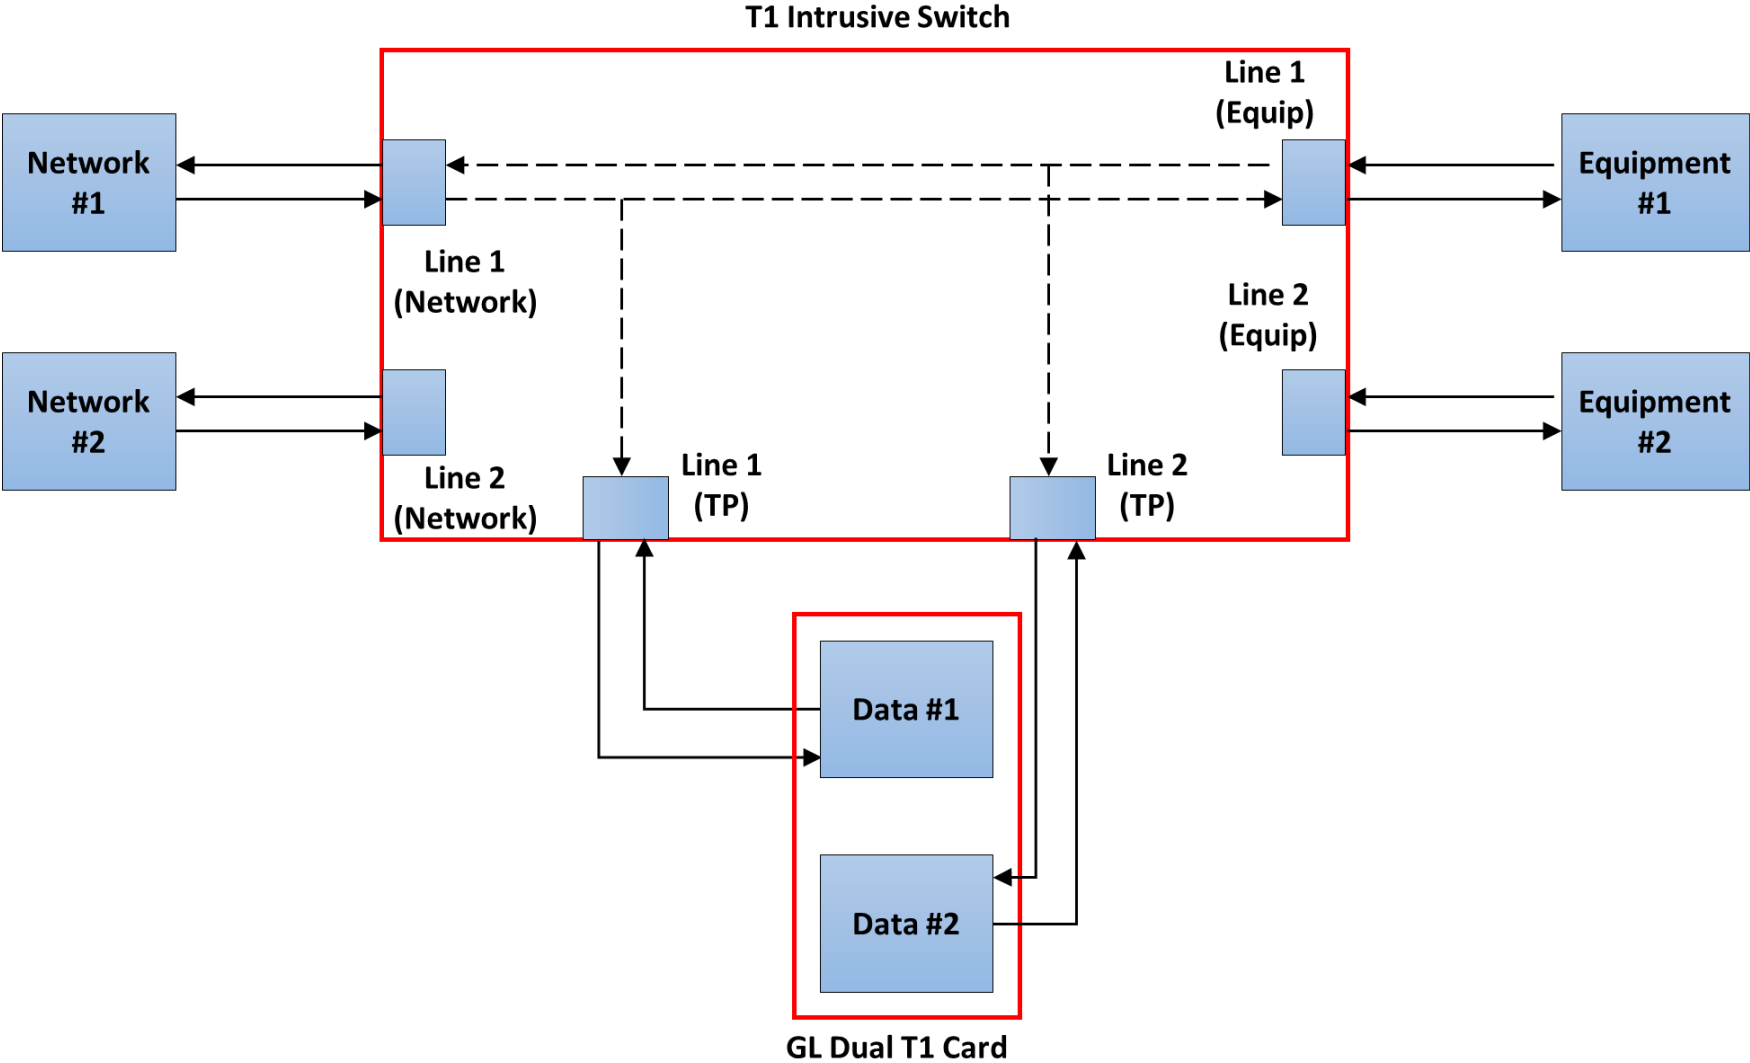 T1 Intrusive Switch
Line 1
(Equip)
Network
#1
Equipment
#1
Line 1
(Network)
Line 2
(Equip)
Network
#2
Equipment
#2
Line 2
(Network)
Line 1
(TP)
Line 2
(TP)
Data #1
Data #2
GL Dual T1 Card